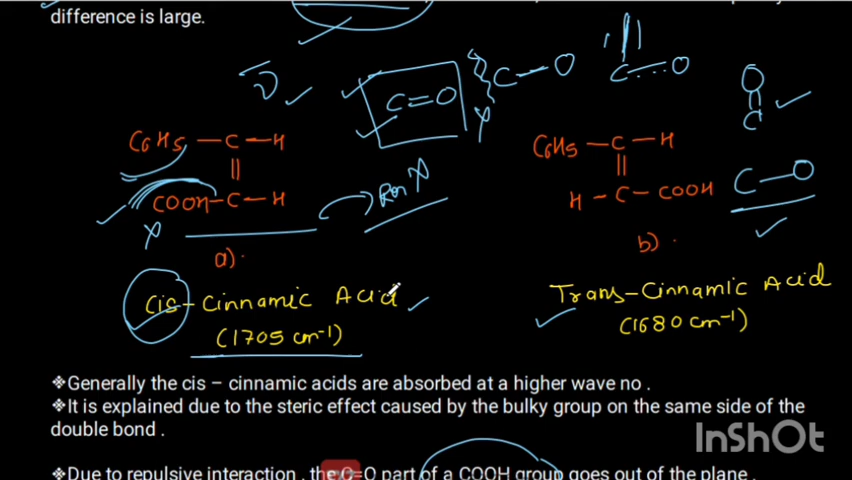 difference is large.
ν̅
C=O
C—O
C---O
O
||
C
C6H5 — C — H
||
COOH — C — H
Rn X
a).
C6H5 — C — H
||
H — C — COOH
b).
C—O
Cis-Cinnamic Acid
(1705 cm-1)
Trans-Cinnamic Acid
(1680 cm-1)
❖Generally the cis – cinnamic acids are absorbed at a higher wave no .
❖It is explained due to the steric effect caused by the bulky group on the same side of the
double bond .
❖Due to repulsive interaction , the C=O part of a COOH group goes out of the plane .
InShOt